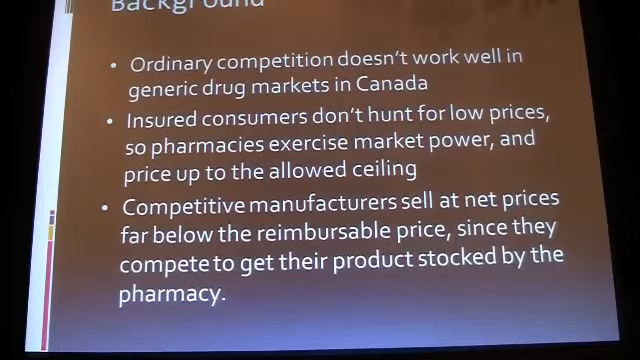 Background
• Ordinary competition doesn't work well in
generic drug markets in Canada
• Insured consumers don't hunt for low prices,
so pharmacies exercise market power, and
price up to the allowed ceiling
• Competitive manufacturers sell at net prices
far below the reimbursable price, since they
compete to get their product stocked by the
pharmacy.